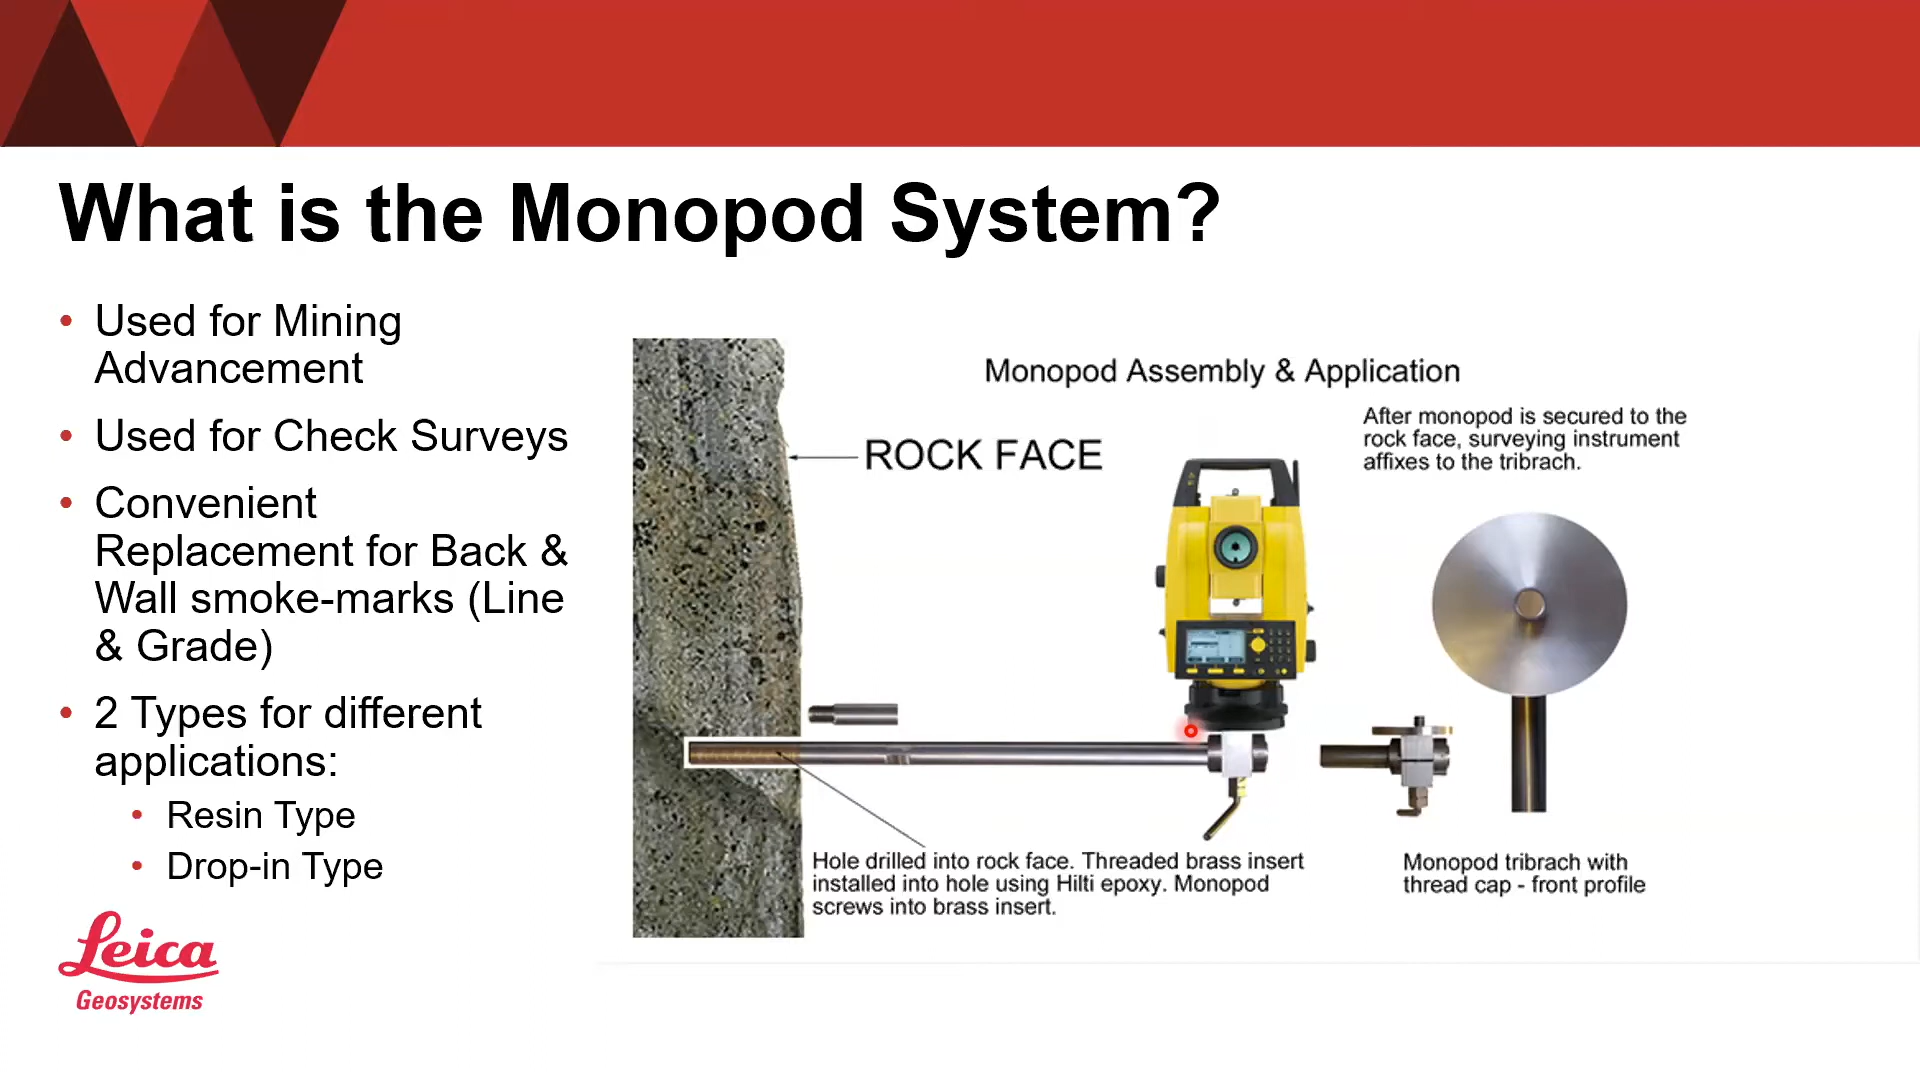 What is the Monopod System?
• Used for Mining
Advancement
• Used for Check Surveys
• Convenient
Replacement for Back &
Wall smoke-marks (Line
& Grade)
• 2 Types for different
applications:
• Resin Type
• Drop-in Type
Leica
Geosystems
Monopod Assembly & Application
After monopod is secured to the
rock face, surveying instrument
affixes to the tribrach.
ROCK FACE
Hole drilled into rock face. Threaded brass insert
installed into hole using Hilti epoxy. Monopod
screws into brass insert.
Monopod tribrach with
thread cap - front profile